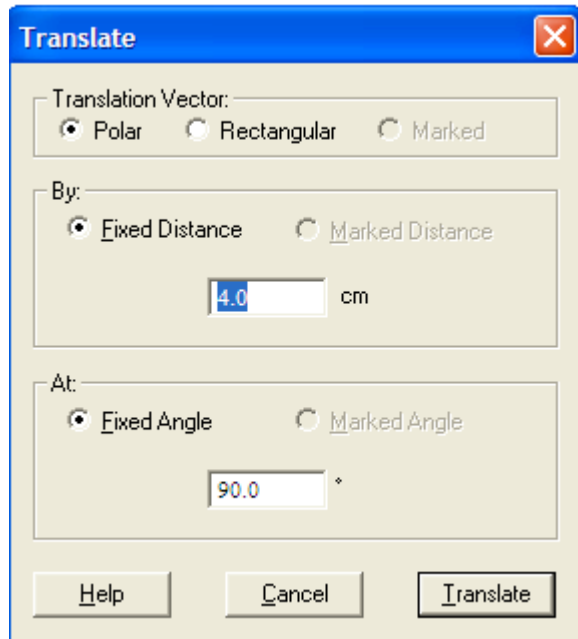 Translate
Translation Vector:
Polar Rectangular Marked
By:
Fixed Distance Marked Distance
4.0 cm
At:
Fixed Angle Marked Angle
90.0 °
Help Cancel Translate